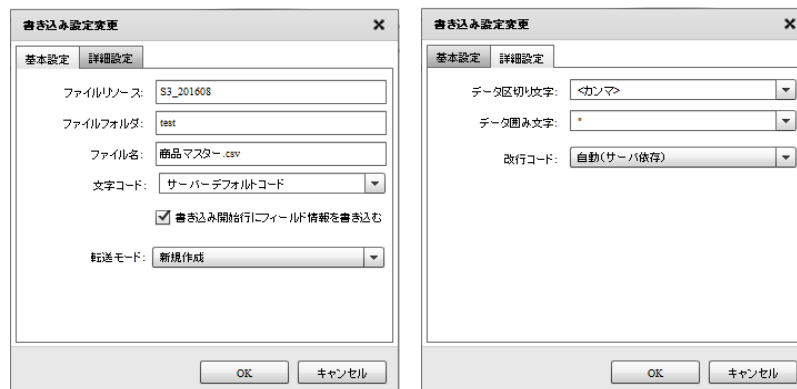 書き込み設定変更
基本設定 詳細設定
ファイルリソース: S3_201608
ファイルフォルダ: test
ファイル名: 商品マスター.csv
文字コード: サーバーデフォルトコード
書き込み開始行にフィールド情報を書き込む
転送モード: 新規作成
OK キャンセル
書き込み設定変更
基本設定 詳細設定
データ区切り文字: <カンマ>
データ囲み文字: "
改行コード: 自動(サーバ依存)
OK キャンセル